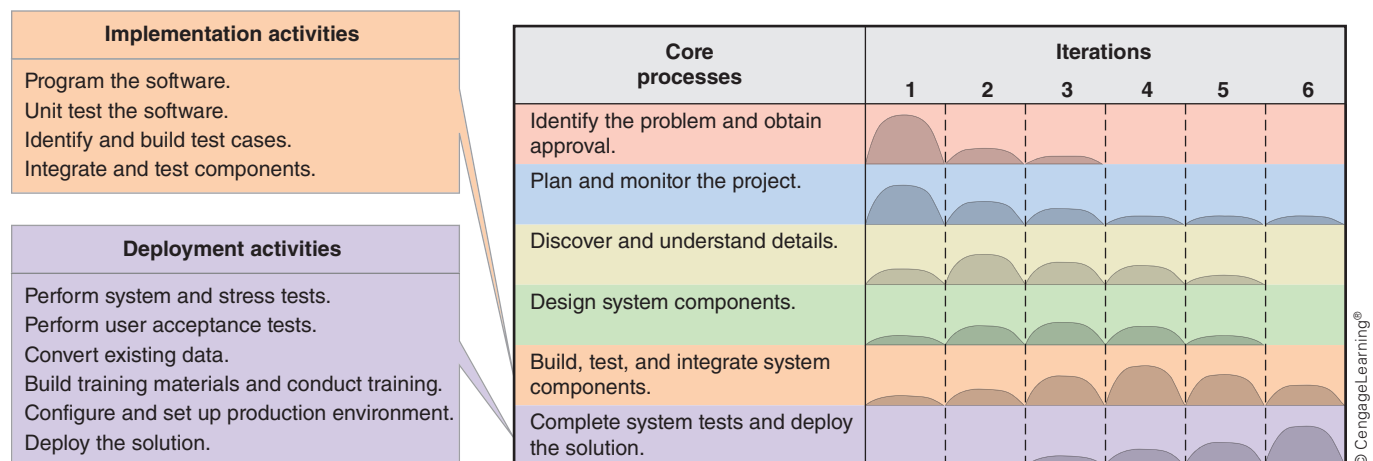 Implementation activities
Program the software.
Unit test the software.
Identify and build test cases.
Integrate and test components.
Deployment activities
Perform system and stress tests.
Perform user acceptance tests.
Convert existing data.
Build training materials and conduct training.
Configure and set up production environment.
Deploy the solution.
Core
processes
Iterations
1 2 3 4 5 6
Identify the problem and obtain
approval.
Plan and monitor the project.
Discover and understand details.
Design system components.
Build, test, and integrate system
components.
Complete system tests and deploy
the solution.
© CengageLearning®